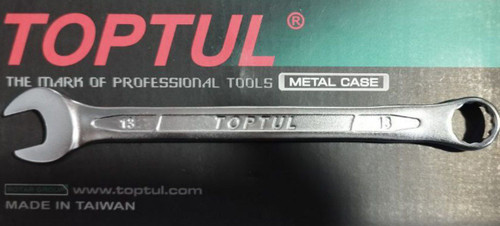 TOPTUL ®
THE MARK OF PROFESSIONAL TOOLS METAL CASE
13 TOPTUL 13
www.toptul.com
MADE IN TAIWAN